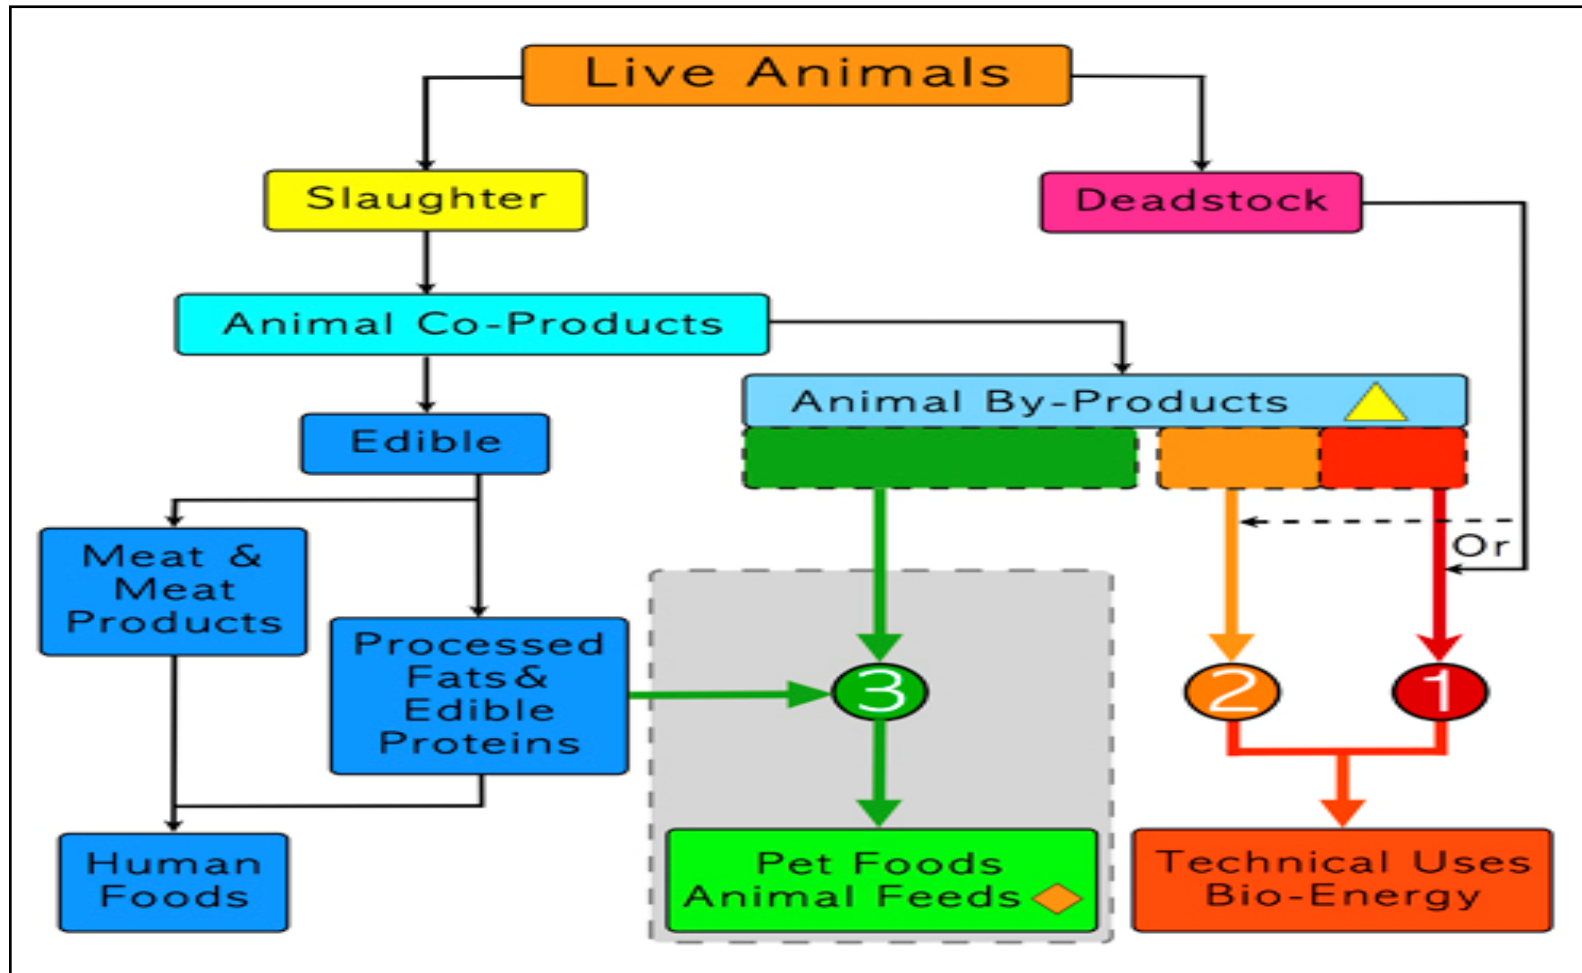 Live Animals
Slaughter
Deadstock
Animal Co-Products
Animal By-Products
Edible
Or
Meat &
Meat
Products
Processed
Fats&
Edible
Proteins
3
2
1
Human
Foods
Pet Foods
Animal Feeds
Technical Uses
Bio-Energy